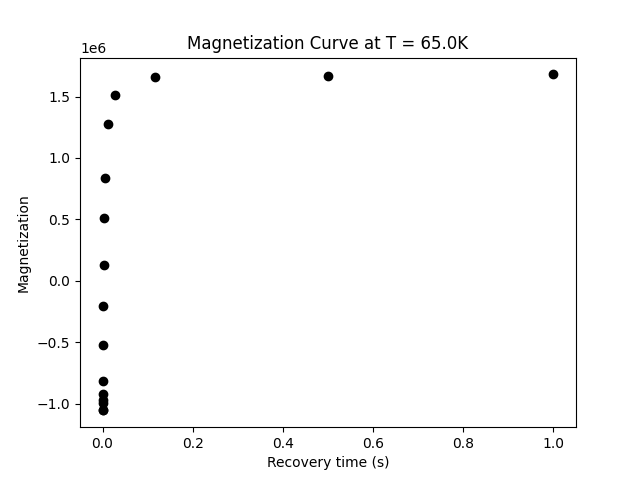 Magnetization Curve at T = 65.0K
1e6
1.5
1.0
0.5
0.0
−0.5
−1.0
Magnetization
0.0 0.2 0.4 0.6 0.8 1.0
Recovery time (s)